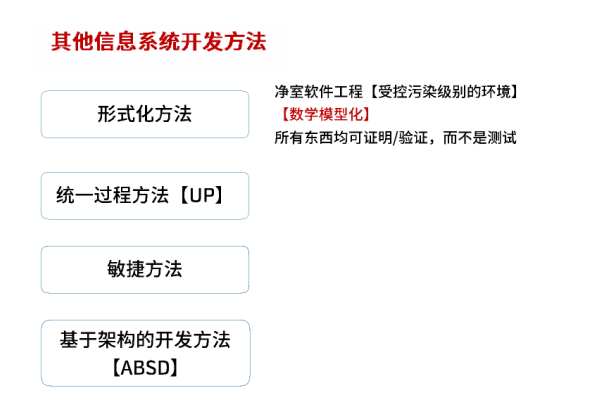 其他信息系统开发方法
形式化方法
净室软件工程【受控污染级别的环境】
【数学模型化】
所有东西均可证明/验证，而不是测试
统一过程方法【UP】
敏捷方法
基于架构的开发方法
【ABSD】